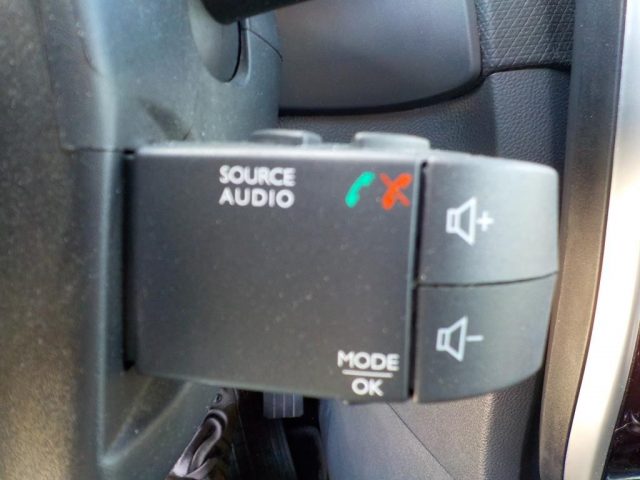 SOURCE
AUDIO
+
-
MODE
OK